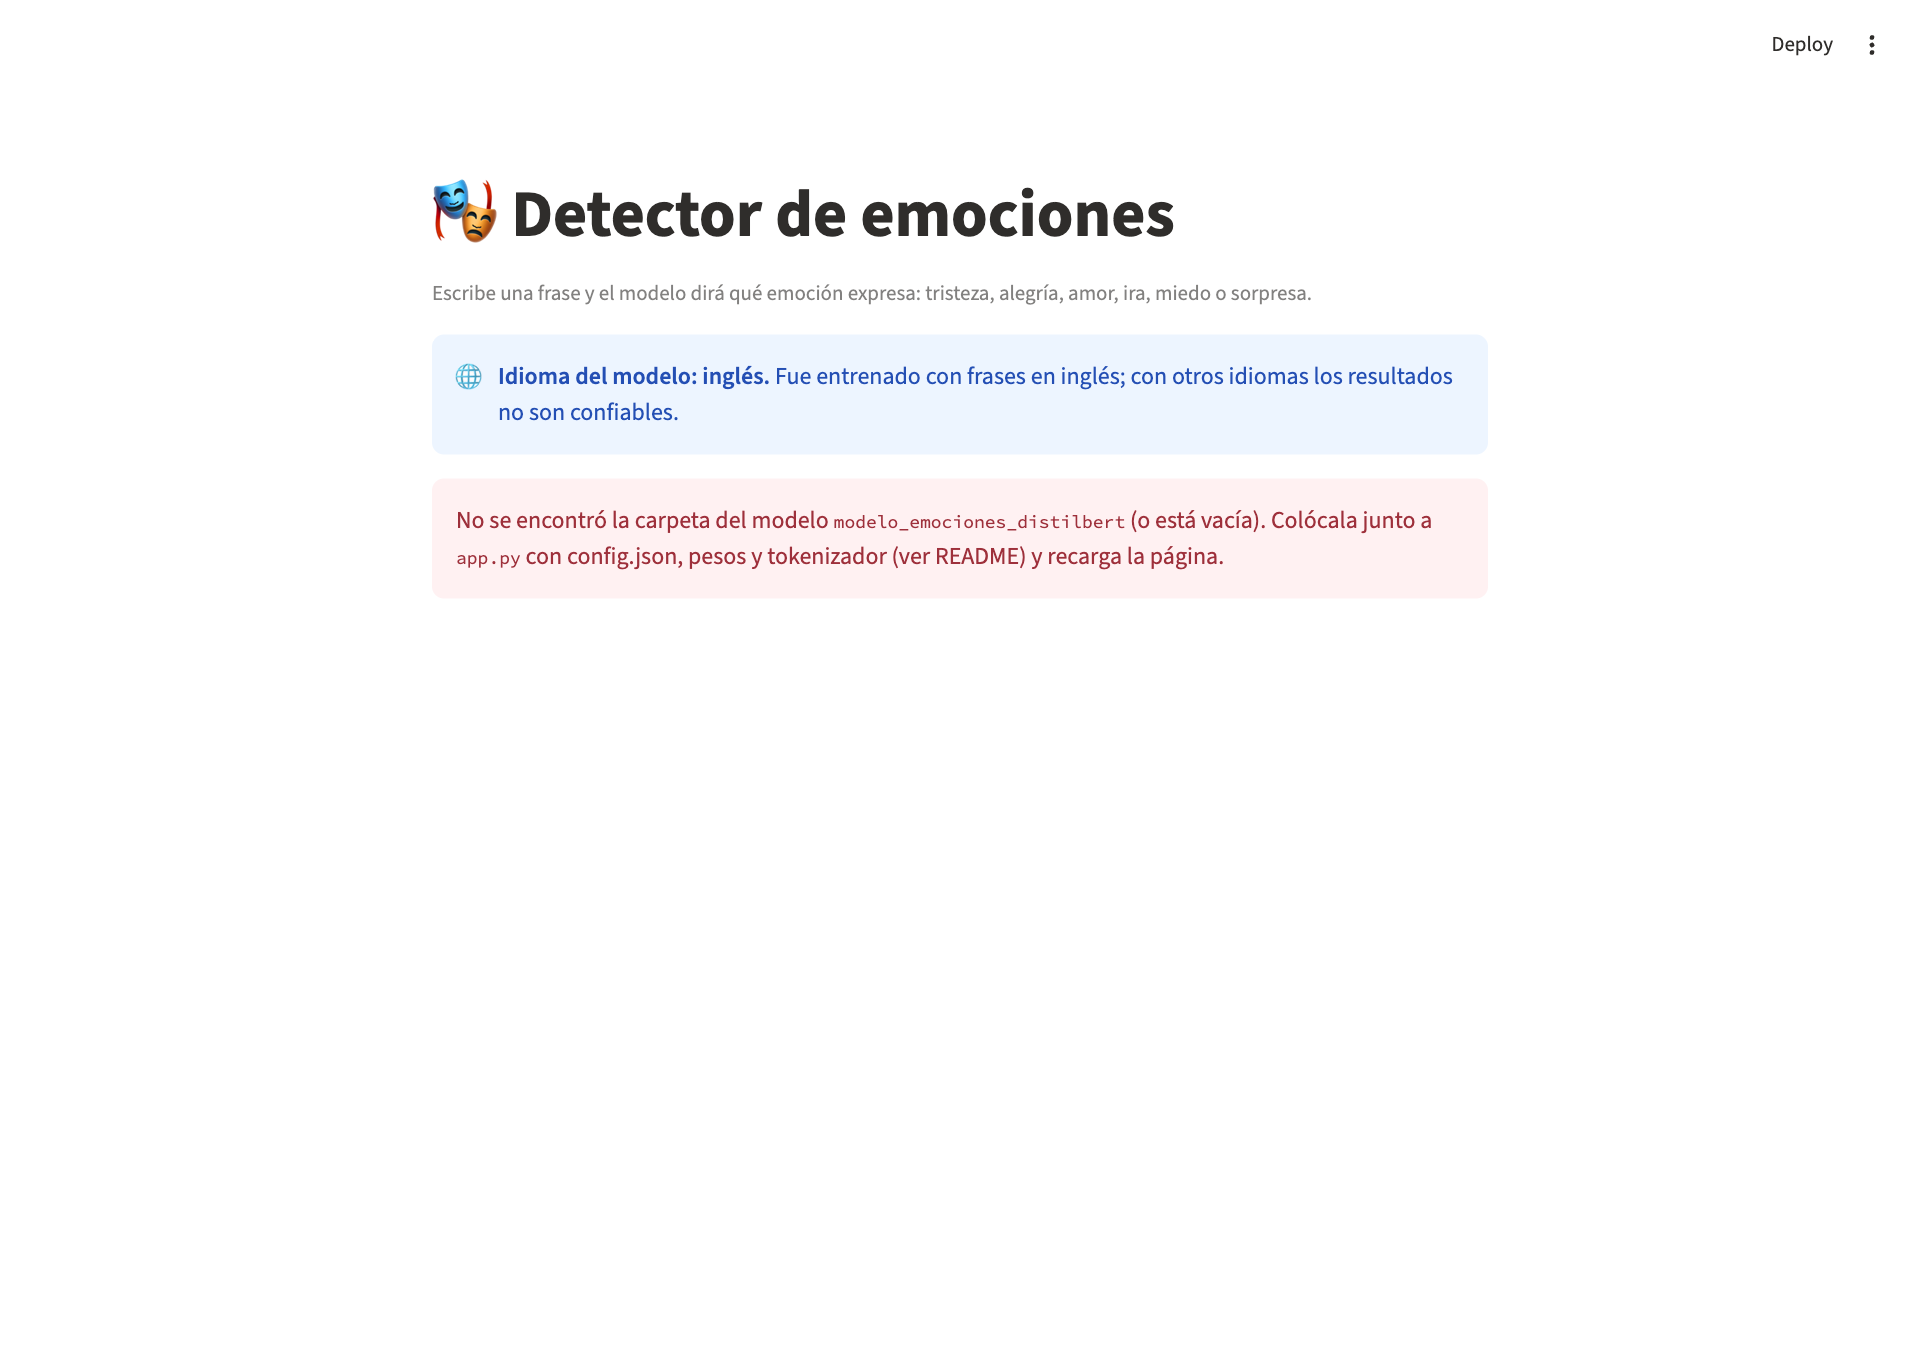 Deploy
Detector de emociones
Escribe una frase y el modelo dirá qué emoción expresa: tristeza, alegría, amor, ira, miedo o sorpresa.
Idioma del modelo: inglés. Fue entrenado con frases en inglés; con otros idiomas los resultados
no son confiables.
No se encontró la carpeta del modelo modelo_emociones_distilbert (o está vacía). Colócala junto a
app.py con config.json, pesos y tokenizador (ver README) y recarga la página.